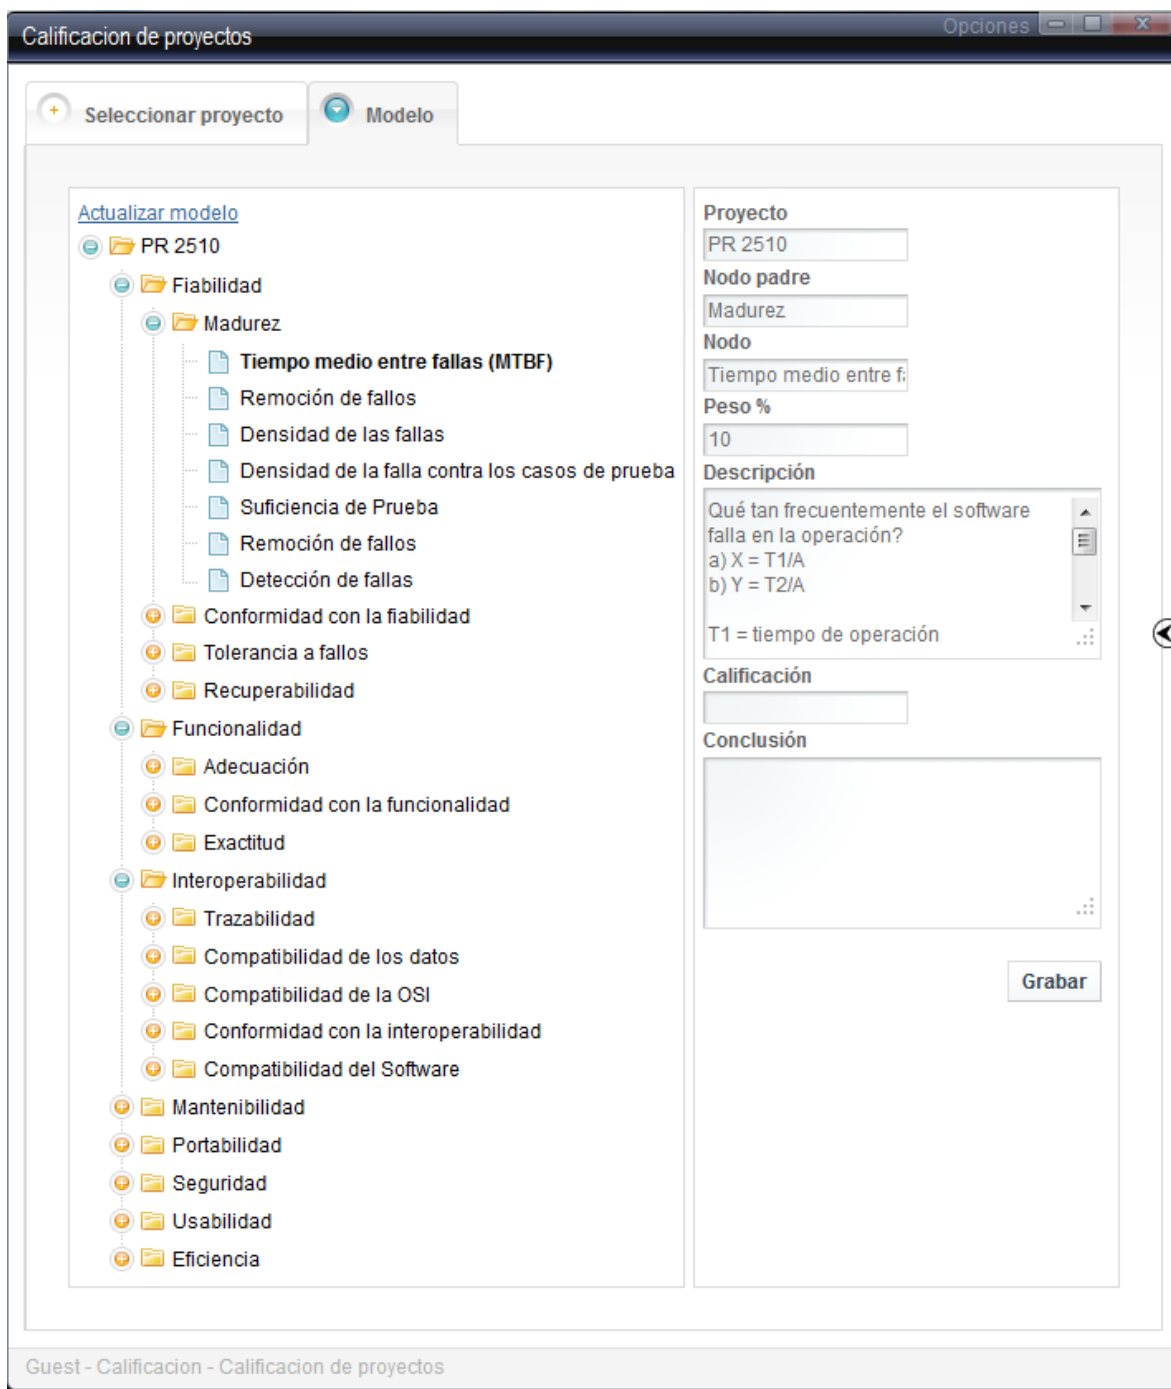 Calificacion de proyectos
Opciones
Seleccionar proyecto
Modelo
Actualizar modelo
PR 2510
Fiabilidad
Madurez
Tiempo medio entre fallas (MTBF)
Remoción de fallos
Densidad de las fallas
Densidad de la falla contra los casos de prueba
Suficiencia de Prueba
Remoción de fallos
Detección de fallas
Conformidad con la fiabilidad
Tolerancia a fallos
Recuperabilidad
Funcionalidad
Adecuación
Conformidad con la funcionalidad
Exactitud
Interoperabilidad
Trazabilidad
Compatibilidad de los datos
Compatibilidad de la OSI
Conformidad con la interoperabilidad
Compatibilidad del Software
Mantenibilidad
Portabilidad
Seguridad
Usabilidad
Eficiencia
Proyecto
PR 2510
Nodo padre
Madurez
Nodo
Tiempo medio entre
Peso %
10
Descripción
Qué tan frecuentemente el software
falla en la operación?
a) X = T1/A
b) Y = T2/A
T1 = tiempo de operación
Calificación
Conclusión
Grabar
Guest - Calificacion - Calificacion de proyectos